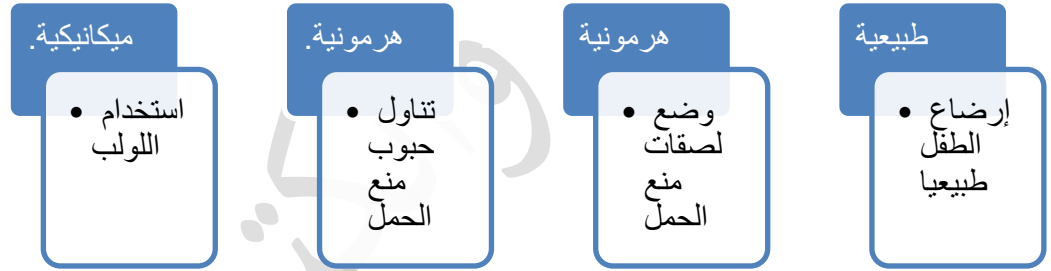 طبيعية
إرضاع
الطفل
طبيعيا
هرمونية
وضع
لصقات
منع
الحمل
هرمونية.
تناول
حبوب
منع
الحمل
ميكانيكية.
استخدام
اللولب